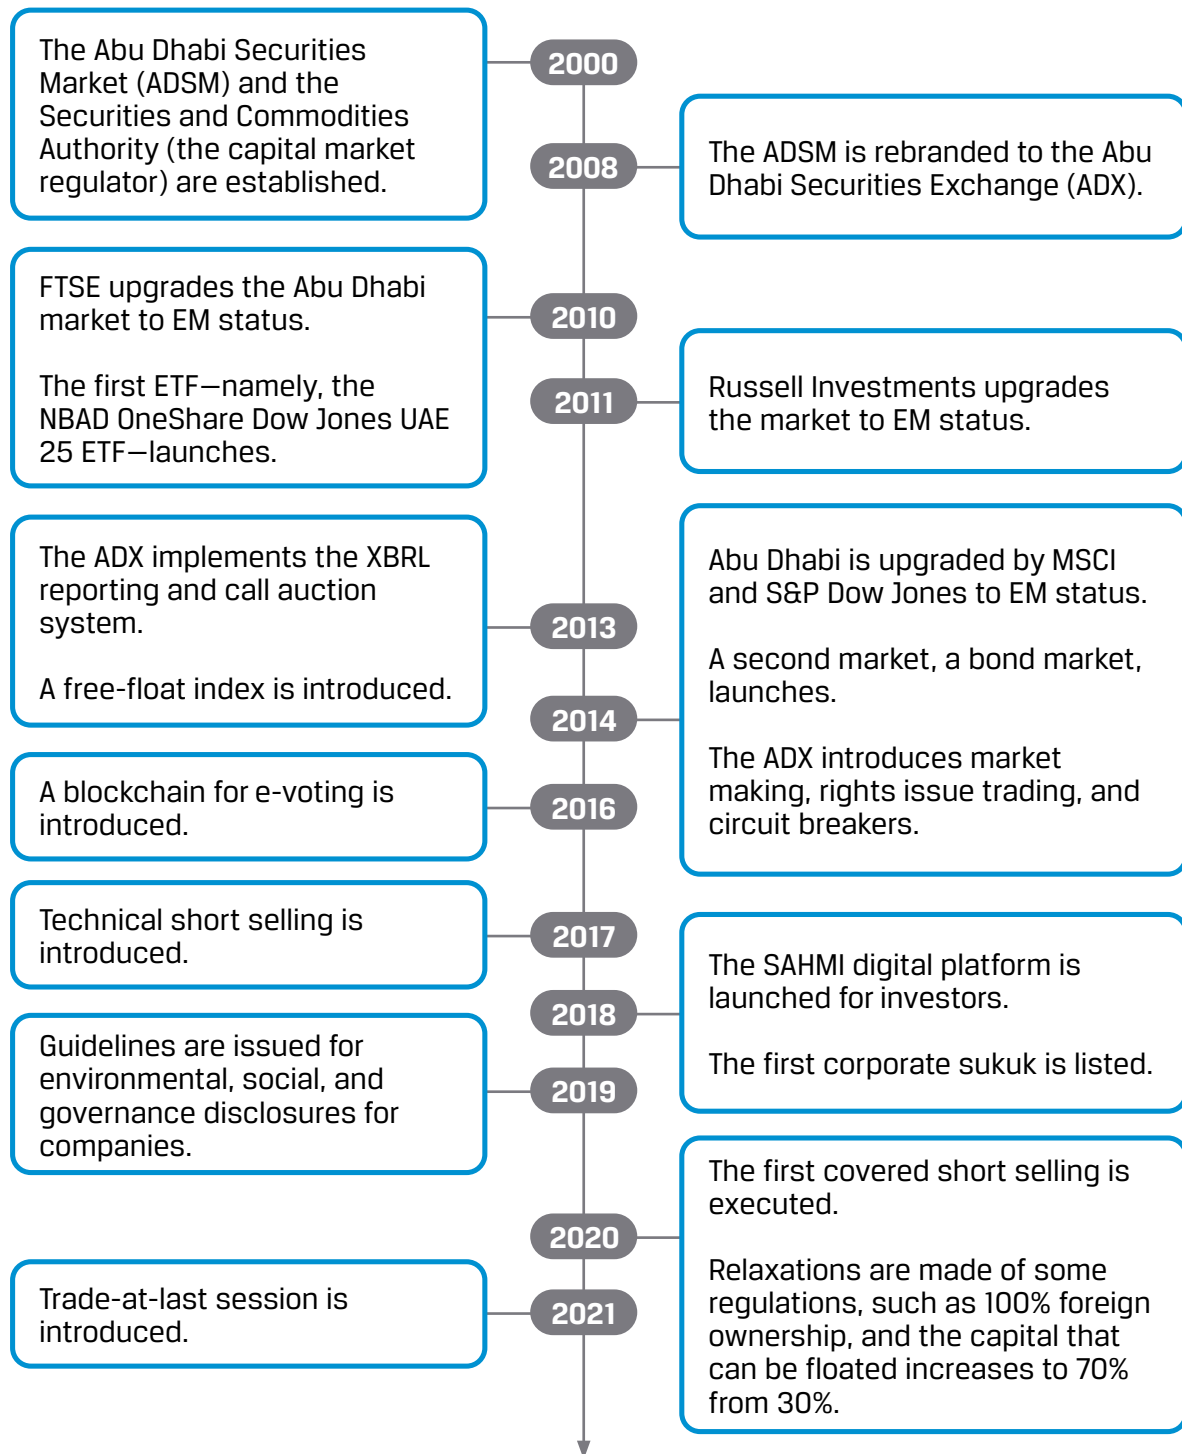 The Abu Dhabi Securities
Market (ADSM) and the
Securities and Commodities
Authority (the capital market
regulator) are established.
2000
2008
The ADSM is rebranded to the Abu
Dhabi Securities Exchange (ADX).
FTSE upgrades the Abu Dhabi
market to EM status.
The first ETF—namely, the
NBAD OneShare Dow Jones UAE
25 ETF—launches.
2010
2011
Russell Investments upgrades
the market to EM status.
The ADX implements the XBRL
reporting and call auction
system.
A free-float index is introduced.
2013
2014
Abu Dhabi is upgraded by MSCI
and S&P Dow Jones to EM status.
A second market, a bond market,
launches.
The ADX introduces market
making, rights issue trading, and
circuit breakers.
A blockchain for e-voting is
introduced.
2016
Technical short selling is
introduced.
2017
2018
The SAHMI digital platform is
launched for investors.
The first corporate sukuk is listed.
Guidelines are issued for
environmental, social, and
governance disclosures for
companies.
2019
2020
The first covered short selling is
executed.
Relaxations are made of some
regulations, such as 100% foreign
ownership, and the capital that
can be floated increases to 70%
from 30%.
Trade-at-last session is
introduced.
2021